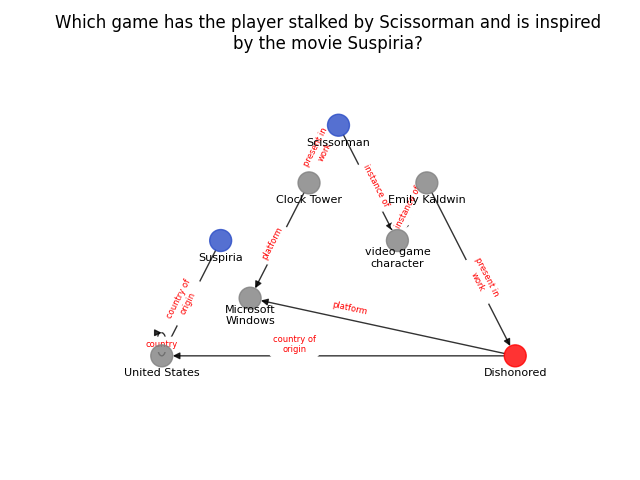 Which game has the player stalked by Scissorman and is inspired
by the movie Suspiria?
Scissorman
present in
work
Clock Tower
instance of
Emily Kaldwin
instance of
video game
character
Suspiria
platform
country of
origin
Microsoft
Windows
present in
work
platform
country
country of
origin
United States
Dishonored